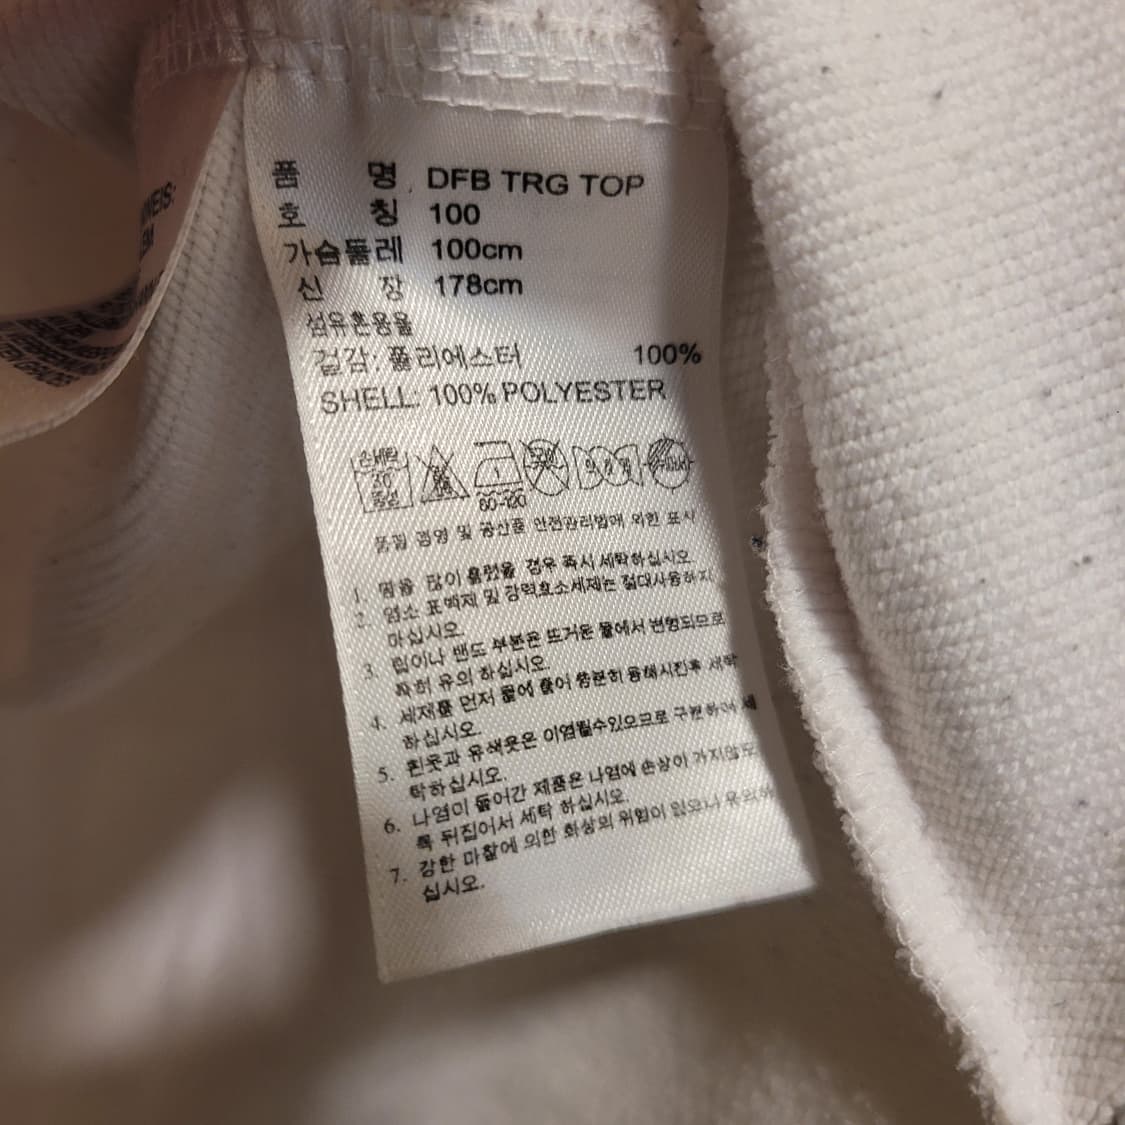 품 명 DFB TRG TOP
호 칭 100
가슴둘레 100cm
신 장 178cm
섬유혼용율
겉감: 폴리에스터 100%
SHELL: 100% POLYESTER
손세탁
30
중성
80~120
품질 경영 및 공산품 안전관리법에 의한 표시
1. 땀을 많이 흘렸을 경우 즉시 세탁하십시오
2. 염소 표백제 및 강력효소세제는 절대사용하지
마십시오.
3. 립이나 밴드 부분은 뜨거운 물에서 변형되므로
특히 유의 하십시오.
4. 세제를 먼저 물에 풀어 충분히 용해시킨후 세탁
하십시오.
5. 흰옷과 유색옷은 이염될수있으므로 구분하여 세
탁하십시오.
6. 나염이 들어간 제품은 나염에 손상이 가지않도
록 뒤집어서 세탁 하십시오.
7. 강한 마찰에 의한 화상의 위험이 있으니 유의하
십시오.